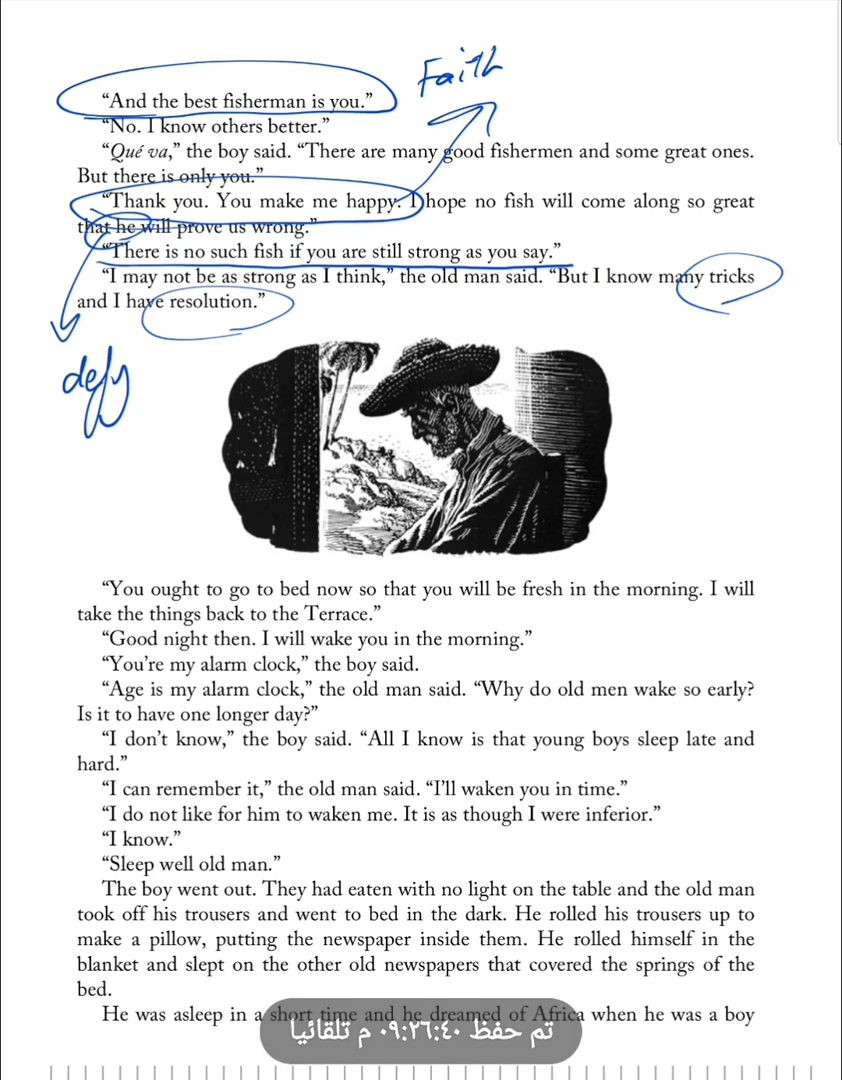 Faith
“And the best fisherman is you.”
“No. I know others better.”
“Qué va,” the boy said. “There are many good fishermen and some great ones.
But there is only you.”
“Thank you. You make me happy. I hope no fish will come along so great
that he will prove us wrong.”
“There is no such fish if you are still strong as you say.”
“I may not be as strong as I think,” the old man said. “But I know many tricks
and I have resolution.”
defy
“You ought to go to bed now so that you will be fresh in the morning. I will
take the things back to the Terrace.”
“Good night then. I will wake you in the morning.”
“You’re my alarm clock,” the boy said.
“Age is my alarm clock,” the old man said. “Why do old men wake so early?
Is it to have one longer day?”
“I don’t know,” the boy said. “All I know is that young boys sleep late and
hard.”
“I can remember it,” the old man said. “I’ll waken you in time.”
“I do not like for him to waken me. It is as though I were inferior.”
“I know.”
“Sleep well old man.”
The boy went out. They had eaten with no light on the table and the old man
took off his trousers and went to bed in the dark. He rolled his trousers up to
make a pillow, putting the newspaper inside them. He rolled himself in the
blanket and slept on the other old newspapers that covered the springs of the
bed.
He was asleep in a short time and he dreamed of Africa when he was a boy
تم حفظ ٠٩:٢٦:٤٠ م تلقائيا